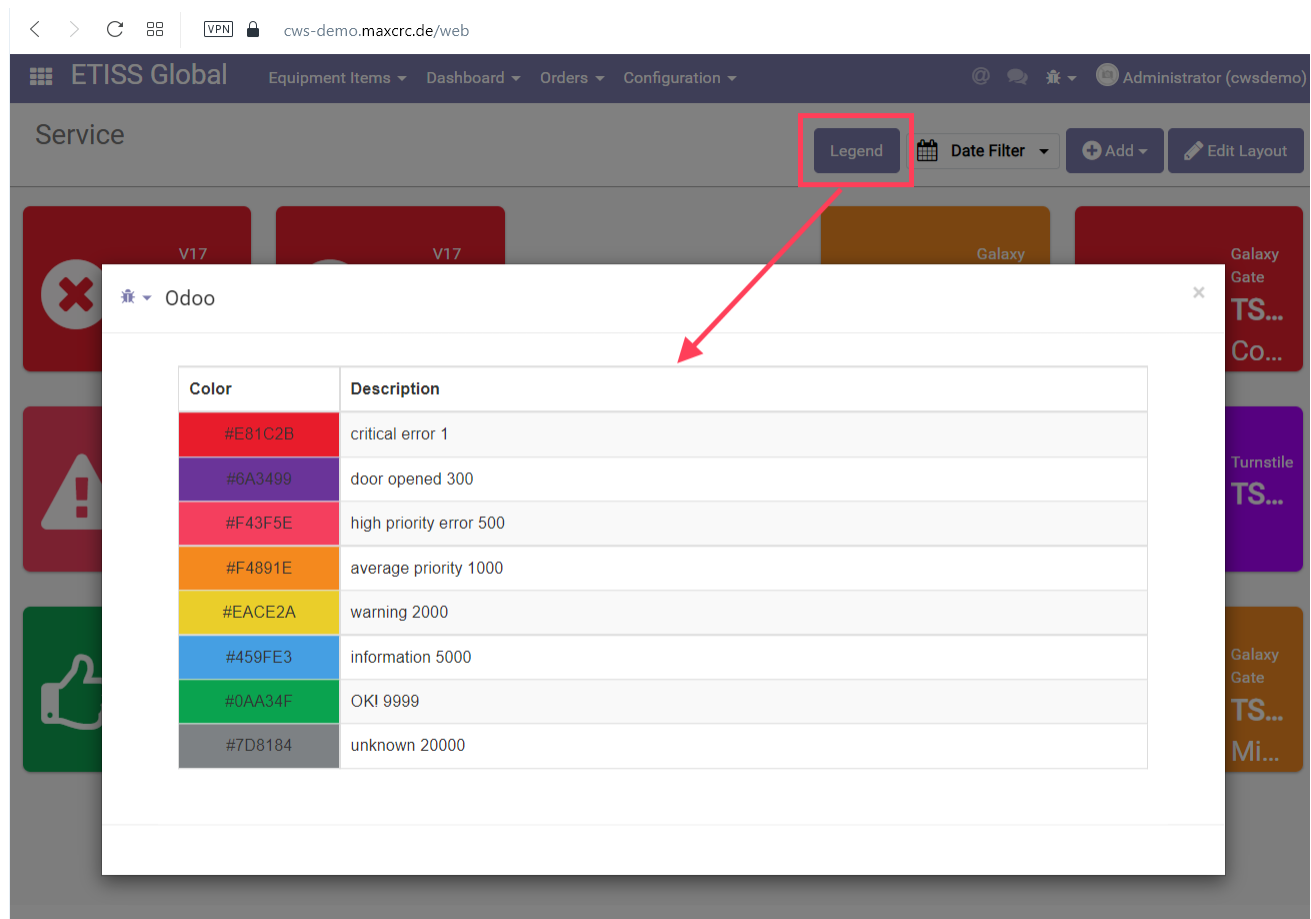 VPN cws-demo.maxcrc.de/web
ETISS Global Equipment Items Dashboard Orders Configuration @ Administrator (cwsdemo)
Service Legend Date Filter Add Edit Layout
V17 V17 Galaxy Galaxy
Gate
TS...
Co...
Odoo ×
Color Description
#E81C2B critical error 1
#6A3499 door opened 300
#F43F5E high priority error 500
#F4891E average priority 1000
#EACE2A warning 2000
#459FE3 information 5000
#0AA34F OK! 9999
#7D8184 unknown 20000
Turnstile
TS...
Galaxy
Gate
TS...
Mi...